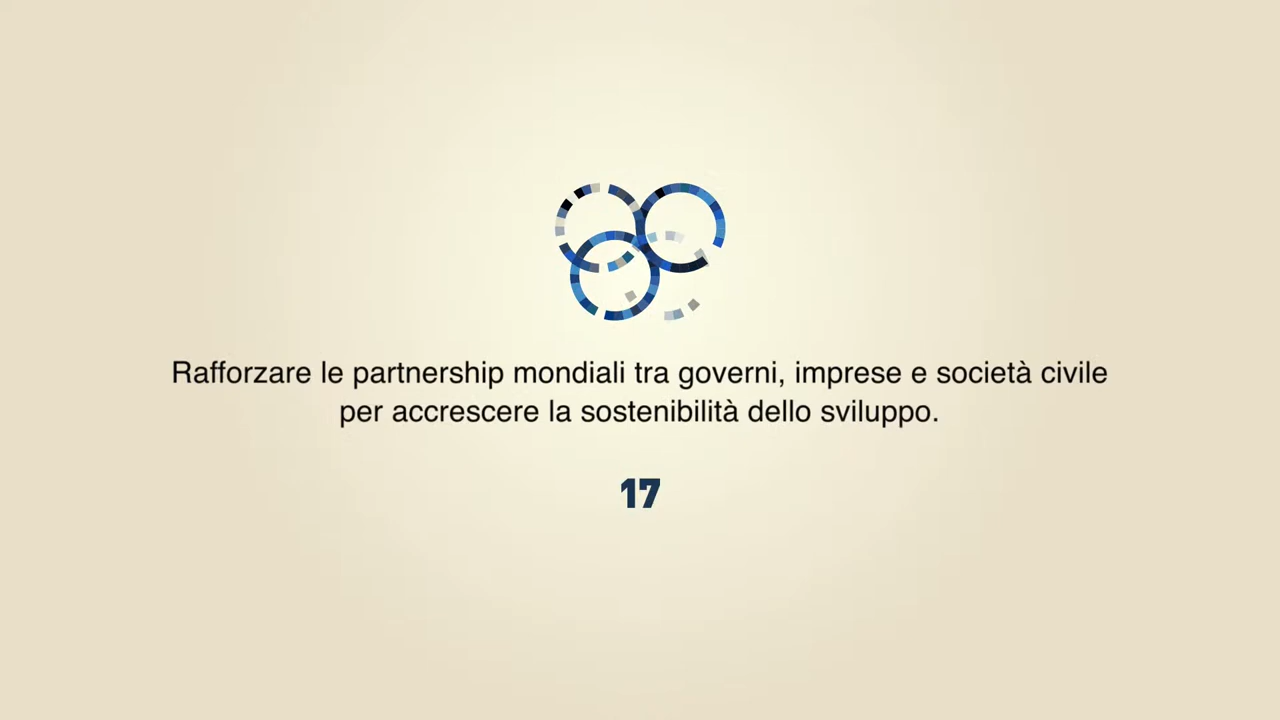 Rafforzare le partnership mondiali tra governi, imprese e società civile
per accrescere la sostenibilità dello sviluppo.
17